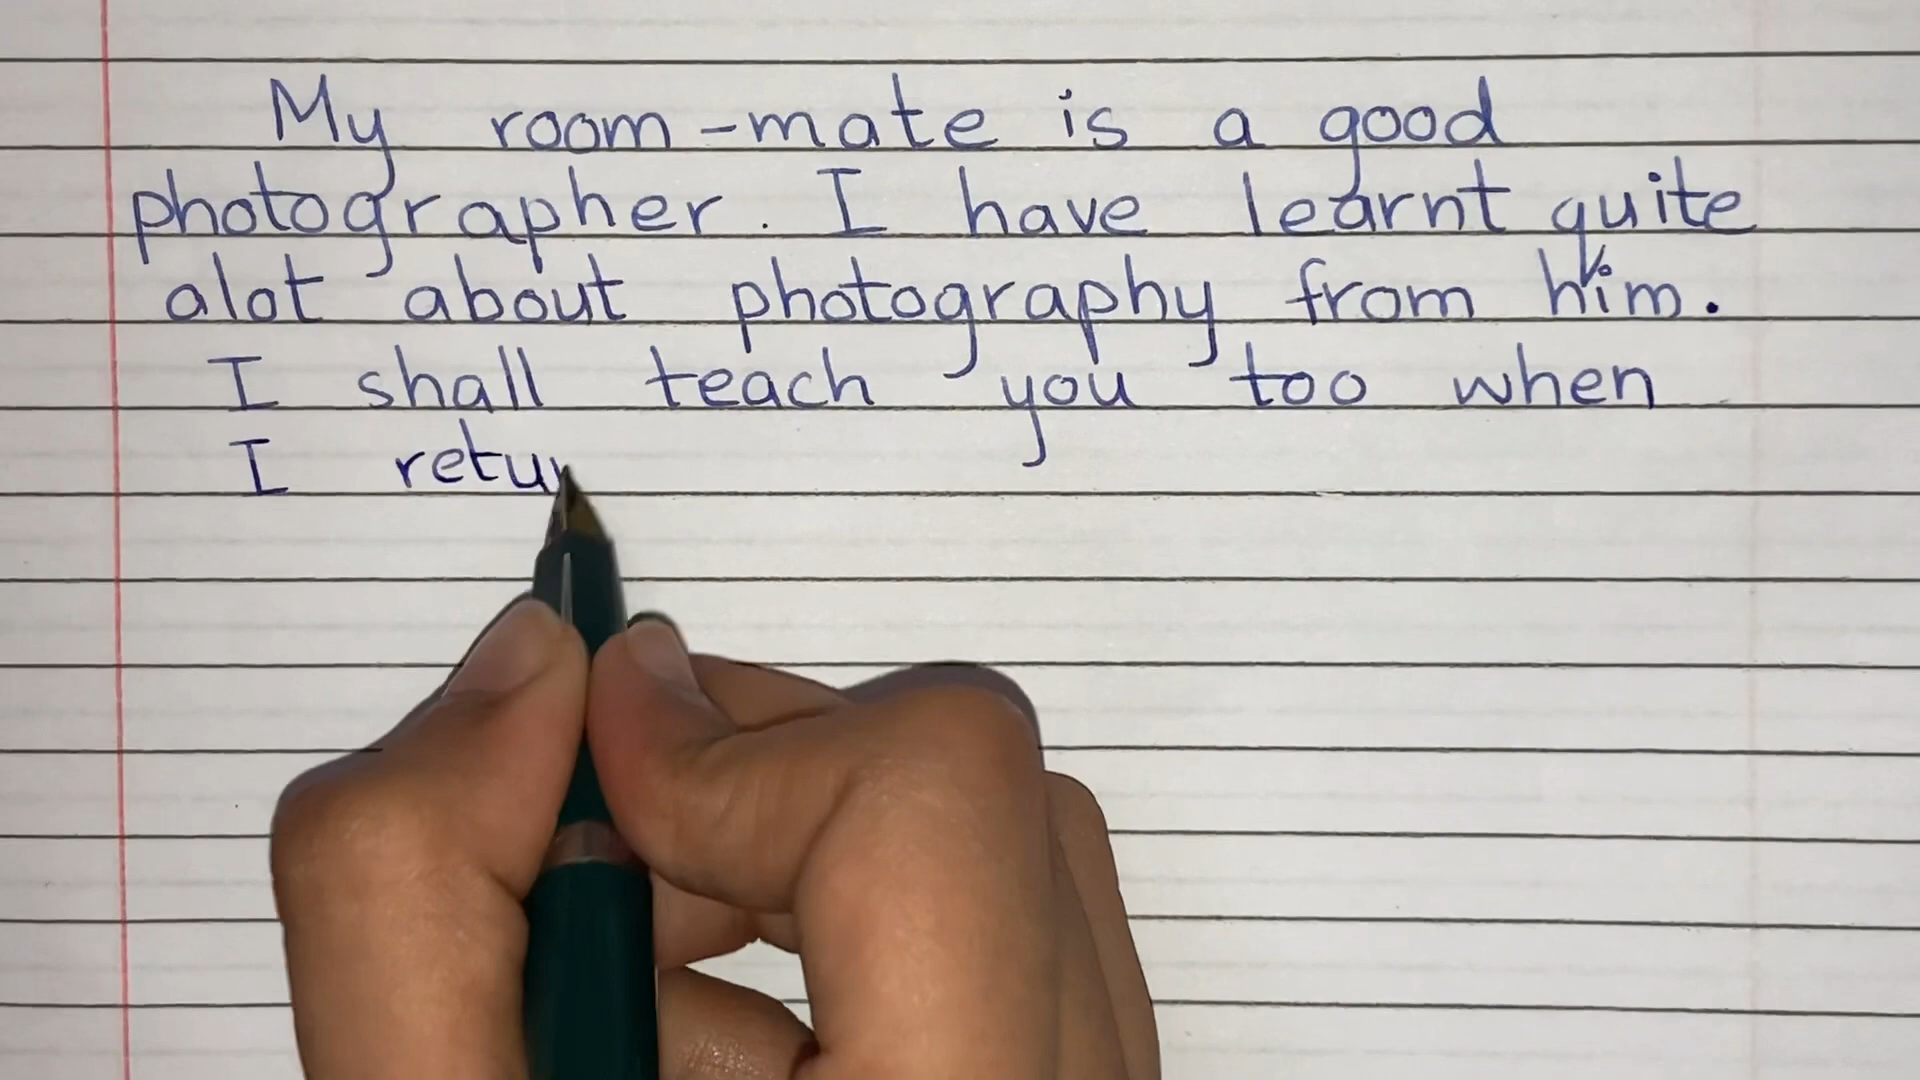 My room-mate is a good
photographer. I have learnt quite
alot about photography from him.
I shall teach you too when
I retur